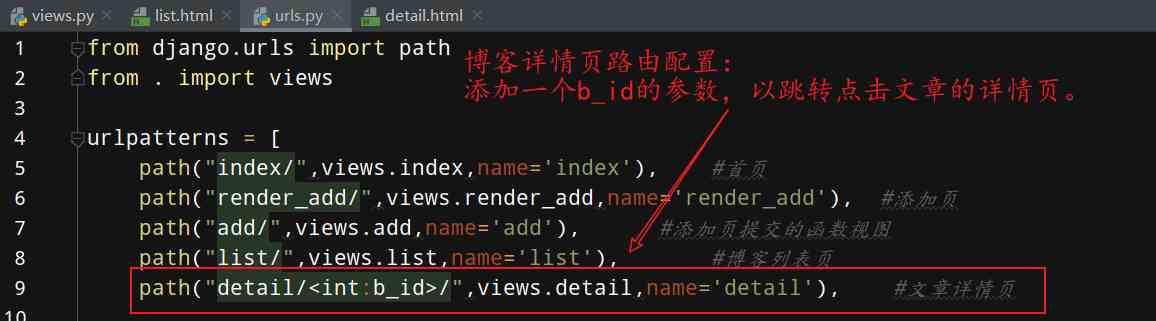 views.py × list.html × urls.py × detail.html ×
1 from django.urls import path
2 from . import views
博客详情页路由配置：
添加一个b_id的参数，以跳转点击文章的详情页。
3
4 urlpatterns = [
5 path("index/",views.index,name='index'), #首页
6 path("render_add/",views.render_add,name='render_add'), #添加页
7 path("add/",views.add,name='add'), #添加页提交的函数视图
8 path("list/",views.list,name='list'), #博客列表页
9 path("detail/<int:b_id>/",views.detail,name='detail'), #文章详情页
10